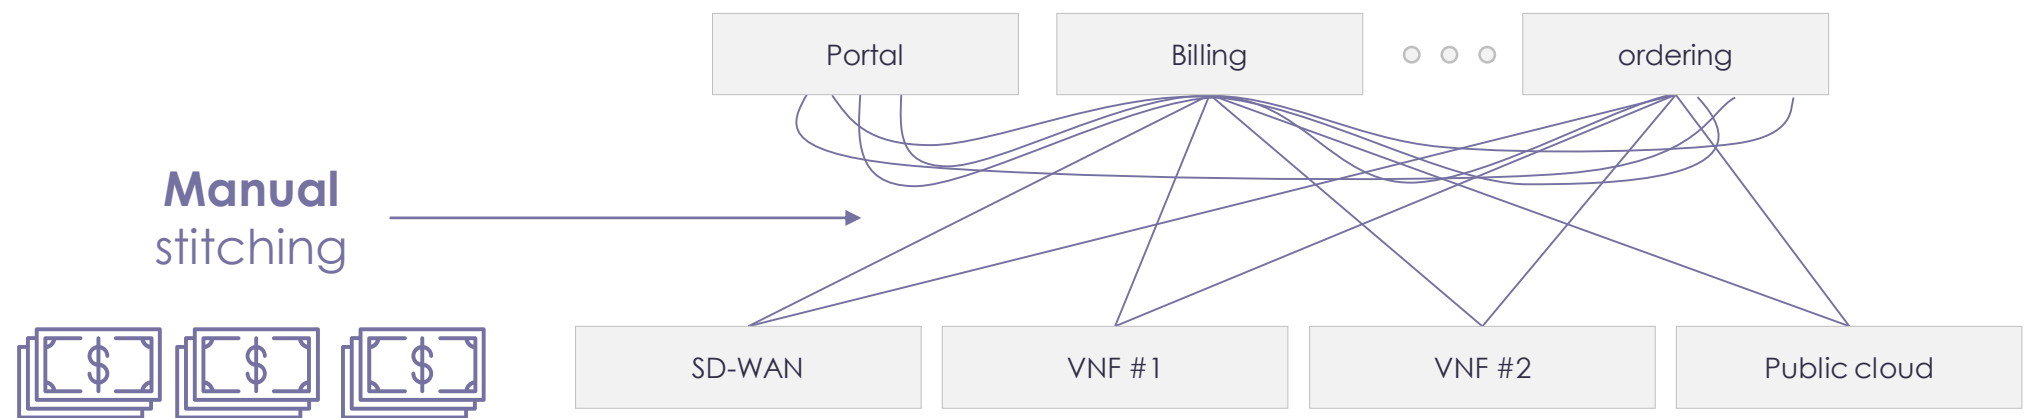 Portal
Billing
ordering
Manual
stitching
$ $ $
SD-WAN
VNF #1
VNF #2
Public cloud